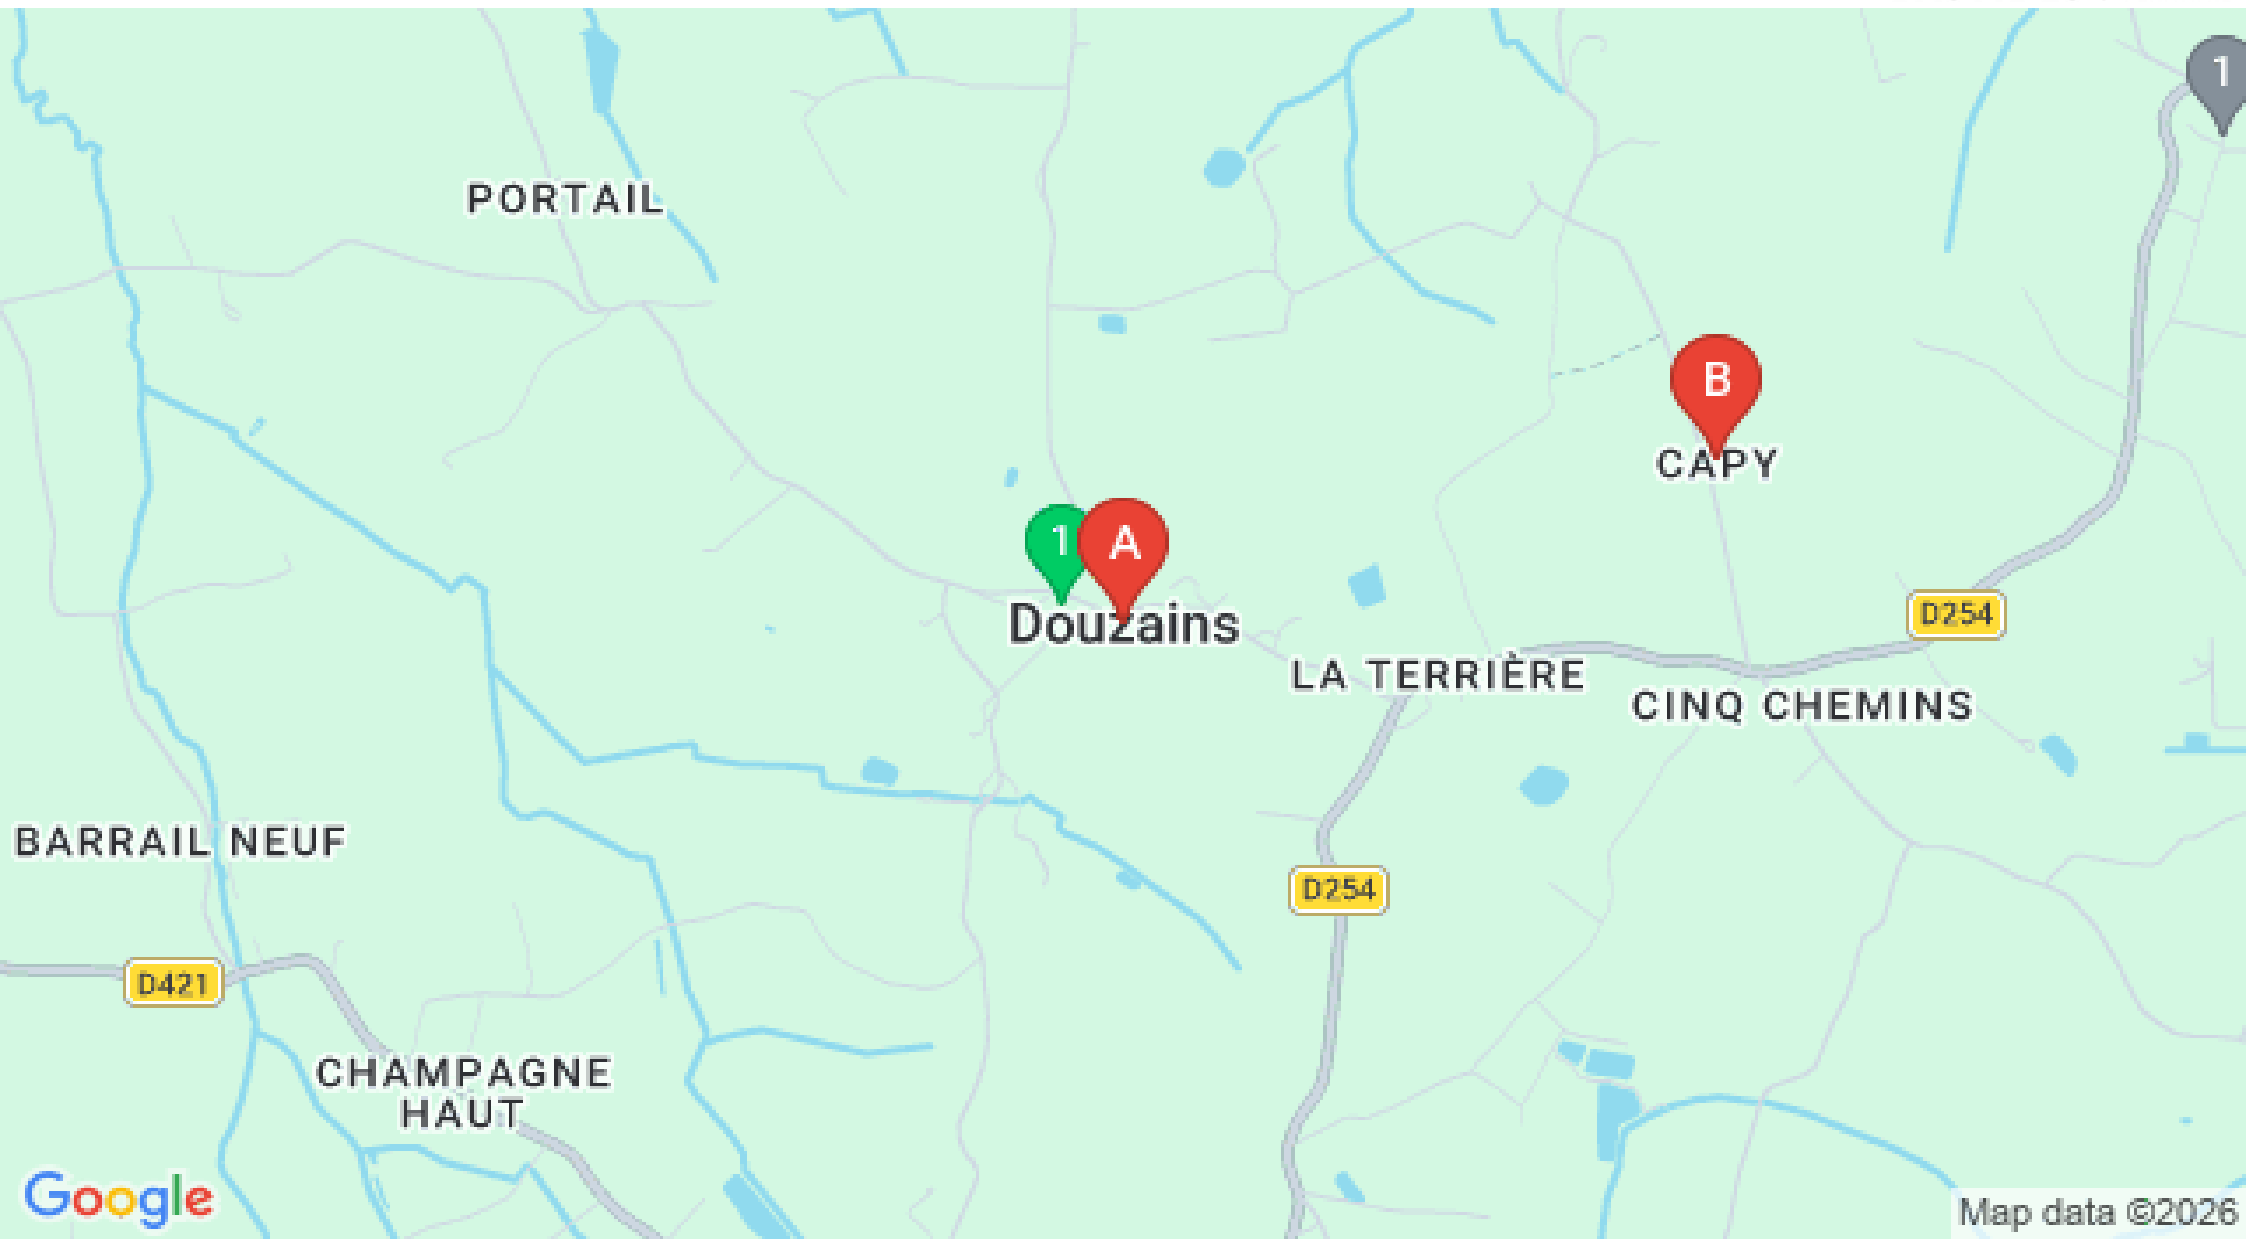 1
PORTAIL
B
CAPY
1
A
Douzains
D254
LA TERRIÈRE
CINQ CHEMINS
BARRAIL NEUF
D254
D421
CHAMPAGNE
HAUT
Google
Map data ©2026